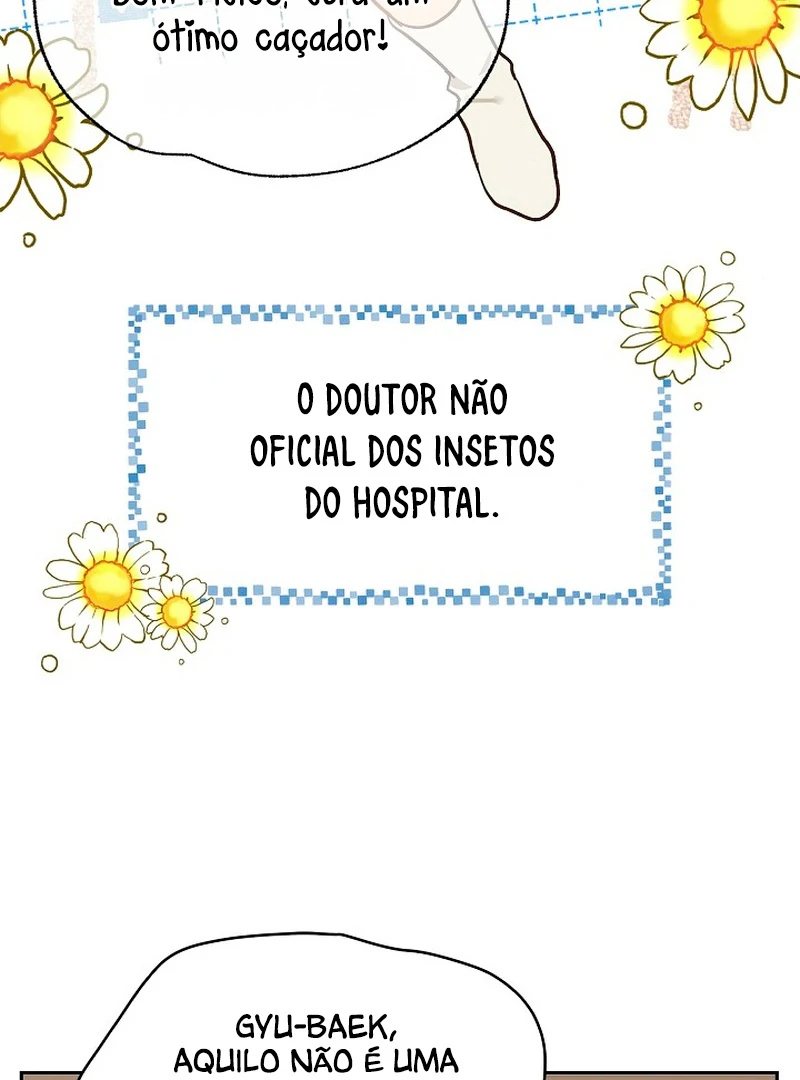 ótimo caçador!
O DOUTOR NÃO
OFICIAL DOS INSETOS
DO HOSPITAL.
GYU-BAEK,
AQUILO NÃO É UMA